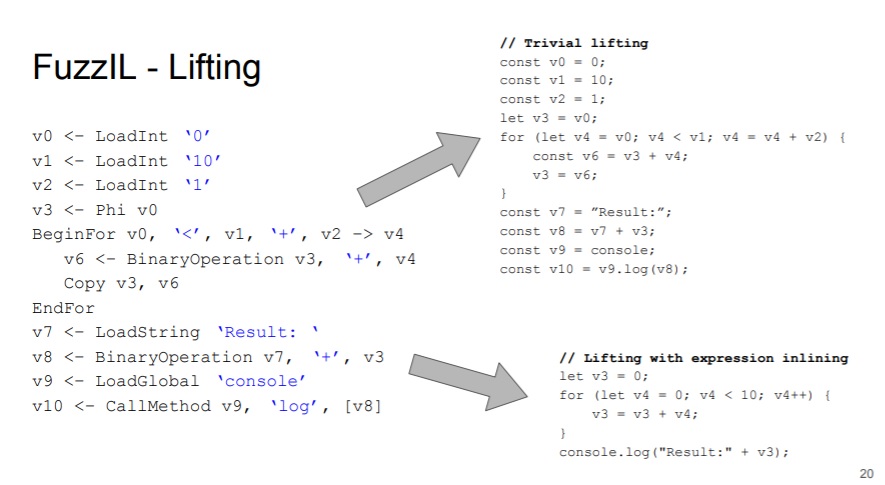 FuzzIL - Lifting
v0 <- LoadInt ‘0’
v1 <- LoadInt ‘10’
v2 <- LoadInt ‘1’
v3 <- Phi v0
BeginFor v0, ‘<’, v1, ‘+’, v2 -> v4
    v6 <- BinaryOperation v3, ‘+’, v4
    Copy v3, v6
EndFor
v7 <- LoadString ‘Result: ‘
v8 <- BinaryOperation v7, ‘+’, v3
v9 <- LoadGlobal ‘console’
v10 <- CallMethod v9, ‘log’, [v8]
// Trivial lifting
const v0 = 0;
const v1 = 10;
const v2 = 1;
let v3 = v0;
for (let v4 = v0; v4 < v1; v4 = v4 + v2) {
    const v6 = v3 + v4;
    v3 = v6;
}
const v7 = ”Result:”;
const v8 = v7 + v3;
const v9 = console;
const v10 = v9.log(v8);
// Lifting with expression inlining
let v3 = 0;
for (let v4 = 0; v4 < 10; v4++) {
    v3 = v3 + v4;
}
console.log("Result:" + v3);
20